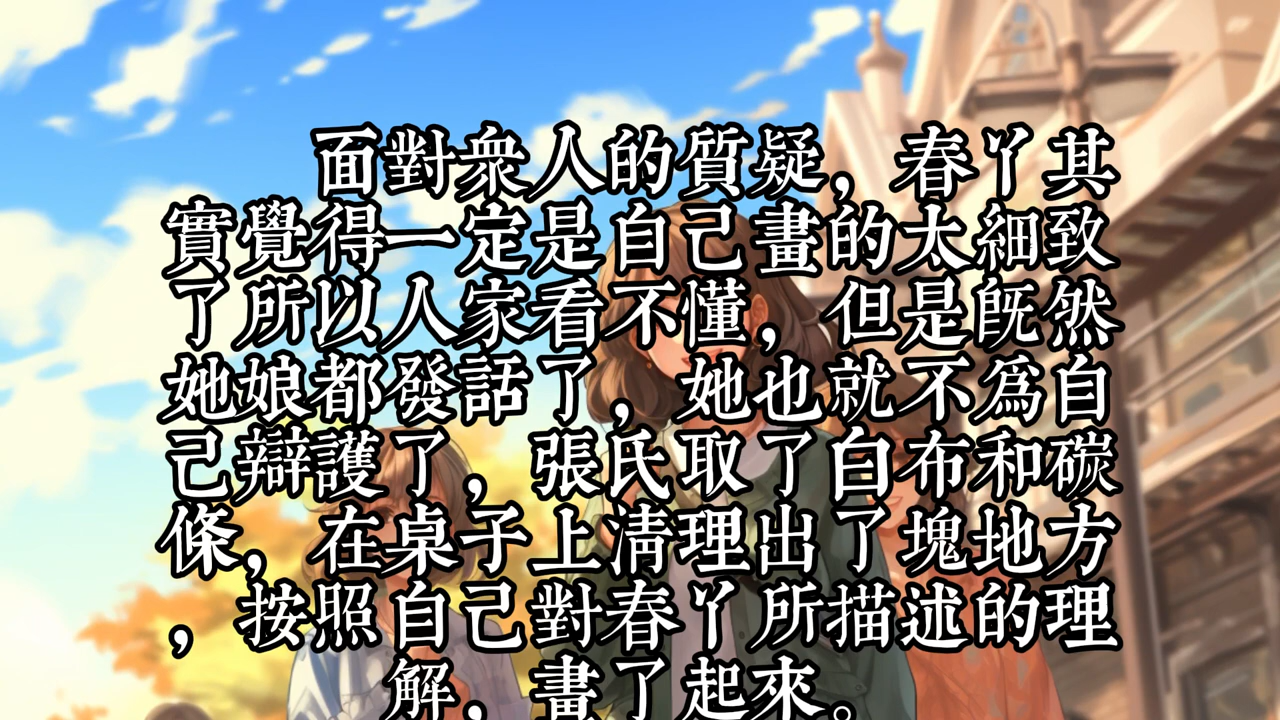 面對衆人的質疑，春丫其
實覺得一定是自己畫的太細致
了所以人家看不懂，但是旣然
她娘都發話了，她也就不爲自
己辯護了，張氏取了白布和碳
條，在桌子上清理出了塊地方
，按照自己對春丫所描述的理
解，畫了起來。